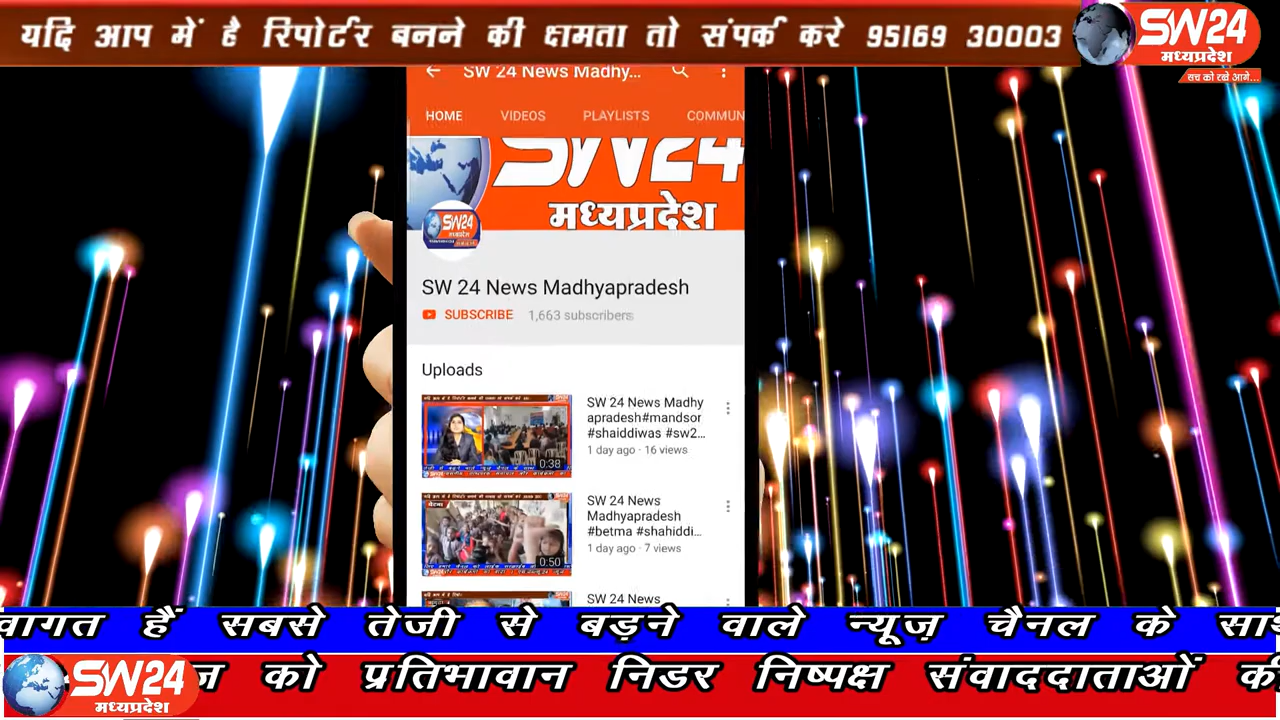 यदि आप में है रिपोर्टर बनने की क्षमता तो संपर्क करे 95169 30003
SW24
मध्यप्रदेश
सच को रखे आगे...
SW 24 News Madhy...
HOME VIDEOS PLAYLISTS COMMUN
SW24
मध्यप्रदेश
SW24
SW 24 News Madhyapradesh
SUBSCRIBE 1,663 subscribers
Uploads
SW 24 News Madhy
apradesh#mandsor
#shaiddiwas #sw2...
1 day ago · 16 views
0:38
SW 24 News
Madhyapradesh
#betma #shahiddi...
1 day ago · 7 views
0:50
SW 24 News
वागत हैं सबसे तेजी से बड़ने वाले न्यूज़ चैनल के साथ
को प्रतिभावान निडर निष्पक्ष संवाददाताओं की
SW24
मध्यप्रदेश